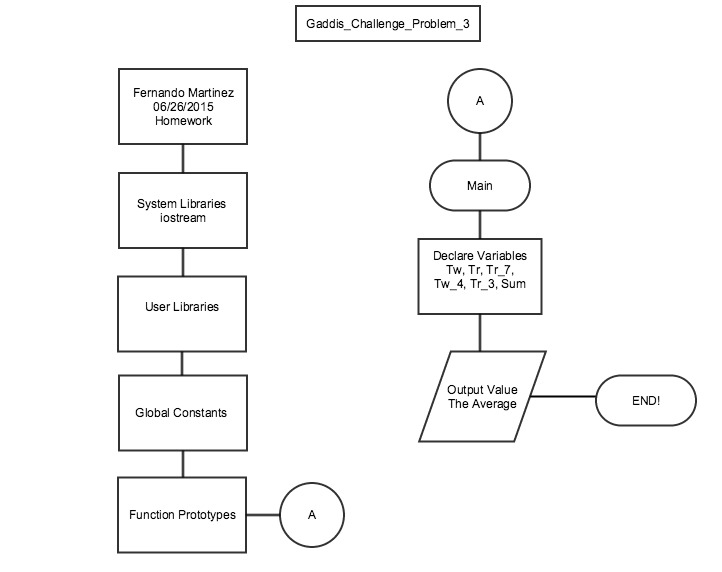 Gaddis_Challenge_Problem_3
Fernando Martinez
06/26/2015
Homework
System Libraries
iostream
User Libraries
Global Constants
Function Prototypes
A
A
Main
Declare Variables
Tw, Tr, Tr_7,
Tw_4, Tr_3, Sum
Output Value
The Average
END!